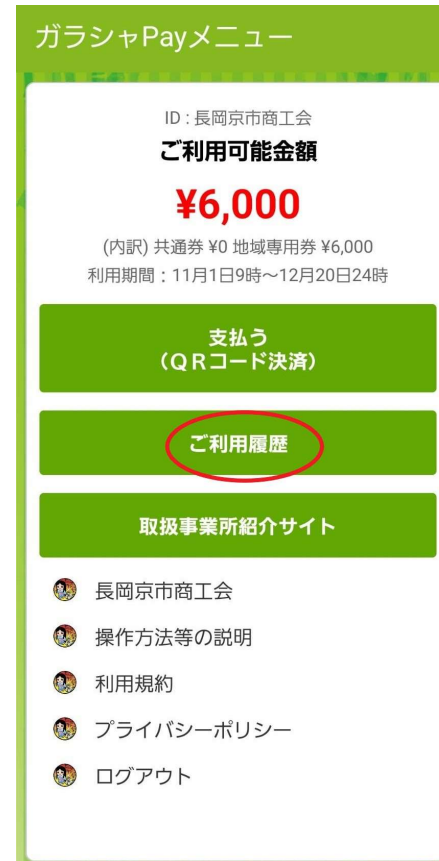 ガラシャPayメニュー
ID : 長岡京市商工会
ご利用可能金額
¥6,000
(内訳) 共通券 ¥0 地域専用券 ¥6,000
利用期間：11月1日9時～12月20日24時
支払う
（ＱＲコード決済）
ご利用履歴
取扱事業所紹介サイト
長岡京市商工会
操作方法等の説明
利用規約
プライバシーポリシー
ログアウト